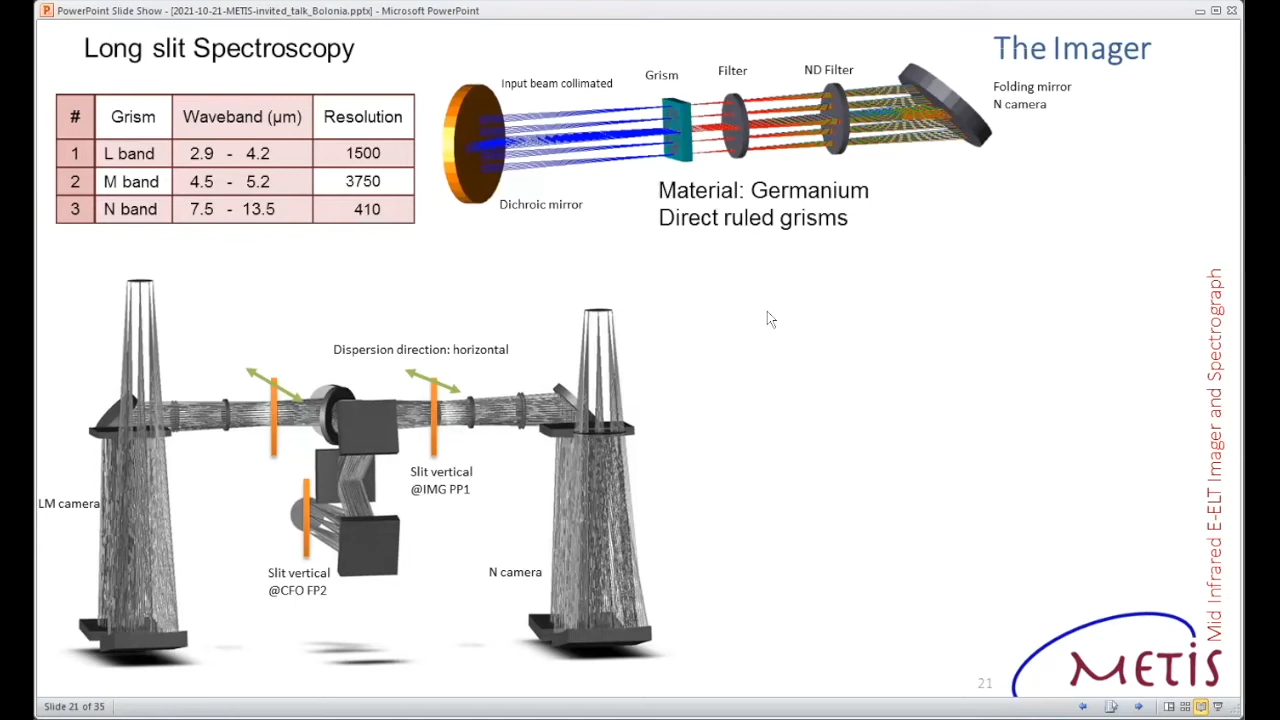 PowerPoint Slide Show - [2021-10-21-METIS-invited_talk_Bolonia.pptx] - Microsoft PowerPoint
Long slit Spectroscopy
The Imager
# Grism Waveband (µm) Resolution
1 L band 2.9 - 4.2 1500
2 M band 4.5 - 5.2 3750
3 N band 7.5 - 13.5 410
Input beam collimated
Grism
Filter
ND Filter
Folding mirror
N camera
Dichroic mirror
Material: Germanium
Direct ruled grisms
Dispersion direction: horizontal
Slit vertical
@IMG PP1
LM camera
Slit vertical
@CFO FP2
N camera
Mid Infrared E-ELT Imager and Spectrograph
METIS
21
Slide 21 of 35